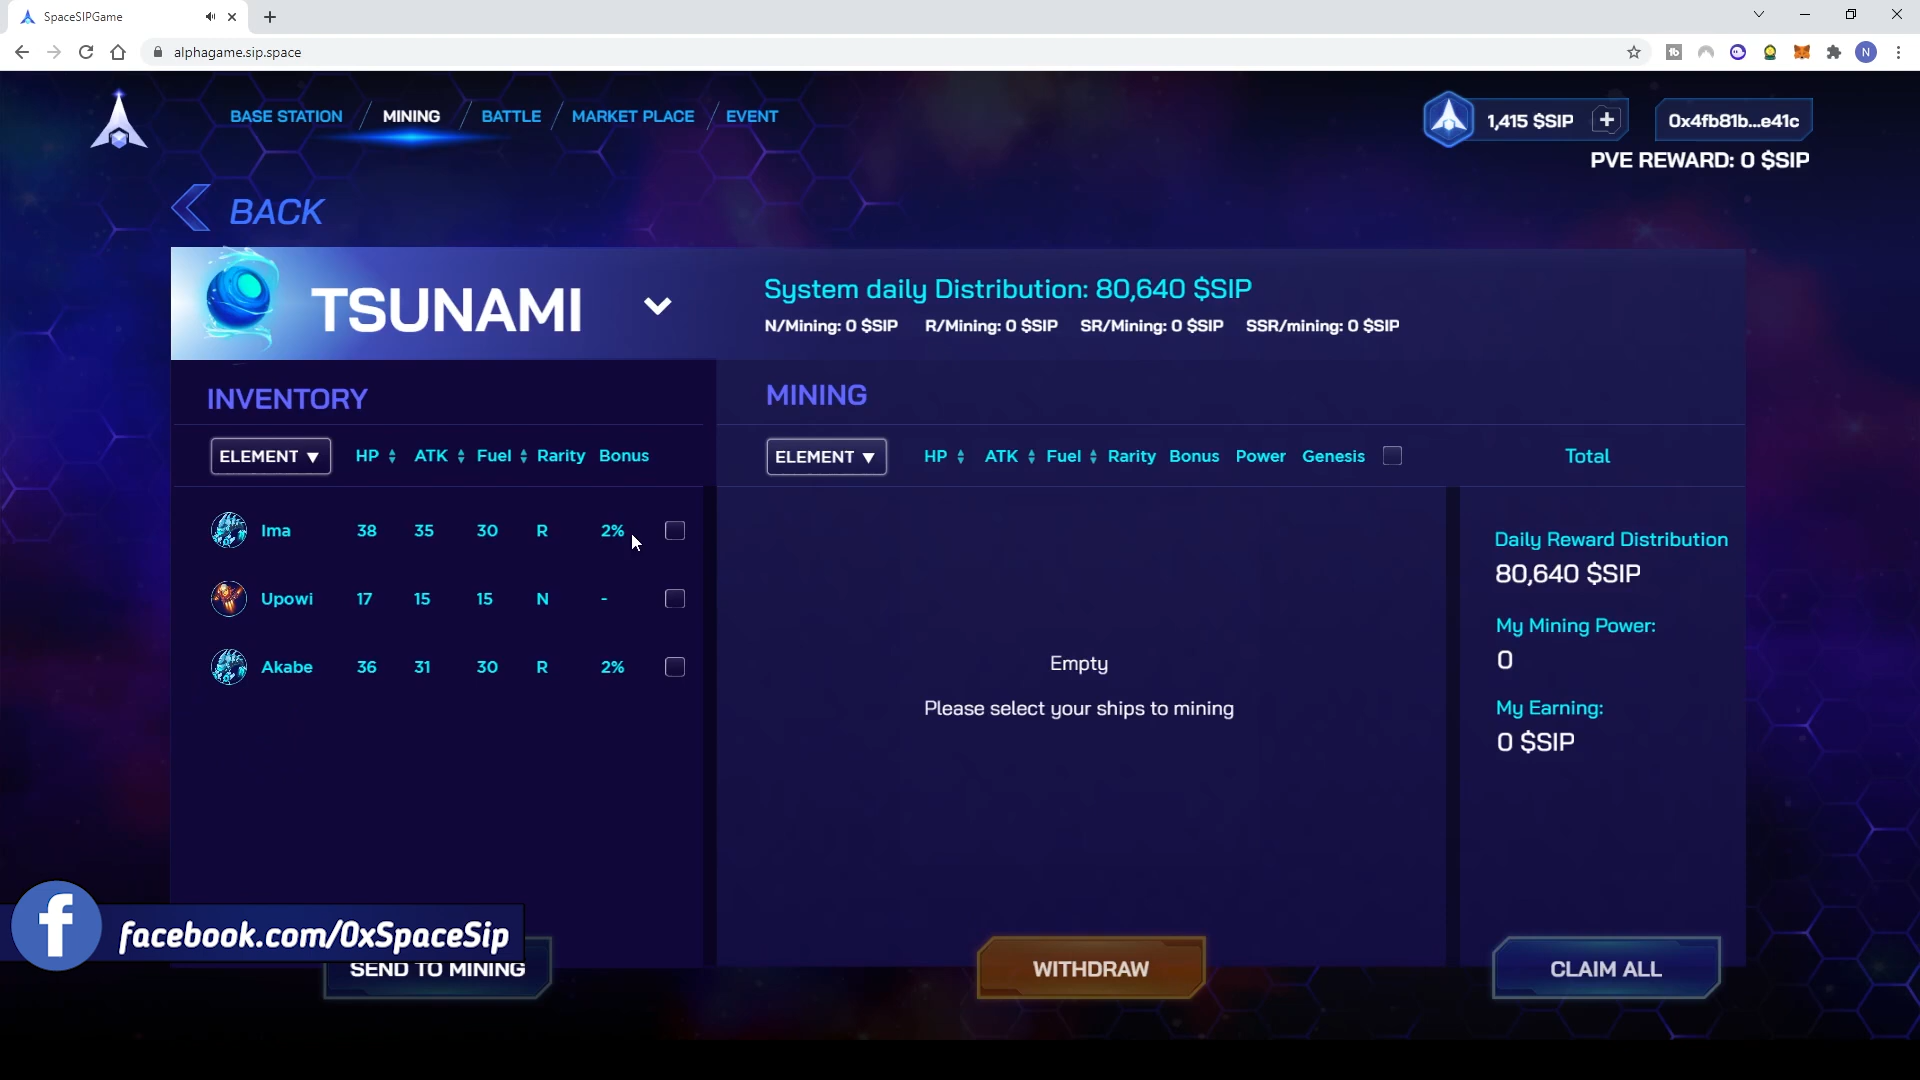 SpaceSIPGame
alphagame.sip.space
N
BASE STATION
MINING
BATTLE
MARKET PLACE
EVENT
1,415 $SIP
0x4fb81b...e41c
PVE REWARD: 0 $SIP
BACK
TSUNAMI
System daily Distribution: 80,640 $SIP
N/Mining: 0 $SIP R/Mining: 0 $SIP SR/Mining: 0 $SIP SSR/mining: 0 $SIP
INVENTORY
ELEMENT HP ATK Fuel Rarity Bonus
Ima 38 35 30 R 2%
Upowi 17 15 15 N -
Akabe 36 31 30 R 2%
SEND TO MINING
MINING
ELEMENT HP ATK Fuel Rarity Bonus Power Genesis
Empty
Please select your ships to mining
WITHDRAW
Total
Daily Reward Distribution
80,640 $SIP
My Mining Power:
0
My Earning:
0 $SIP
CLAIM ALL
facebook.com/0xSpaceSip